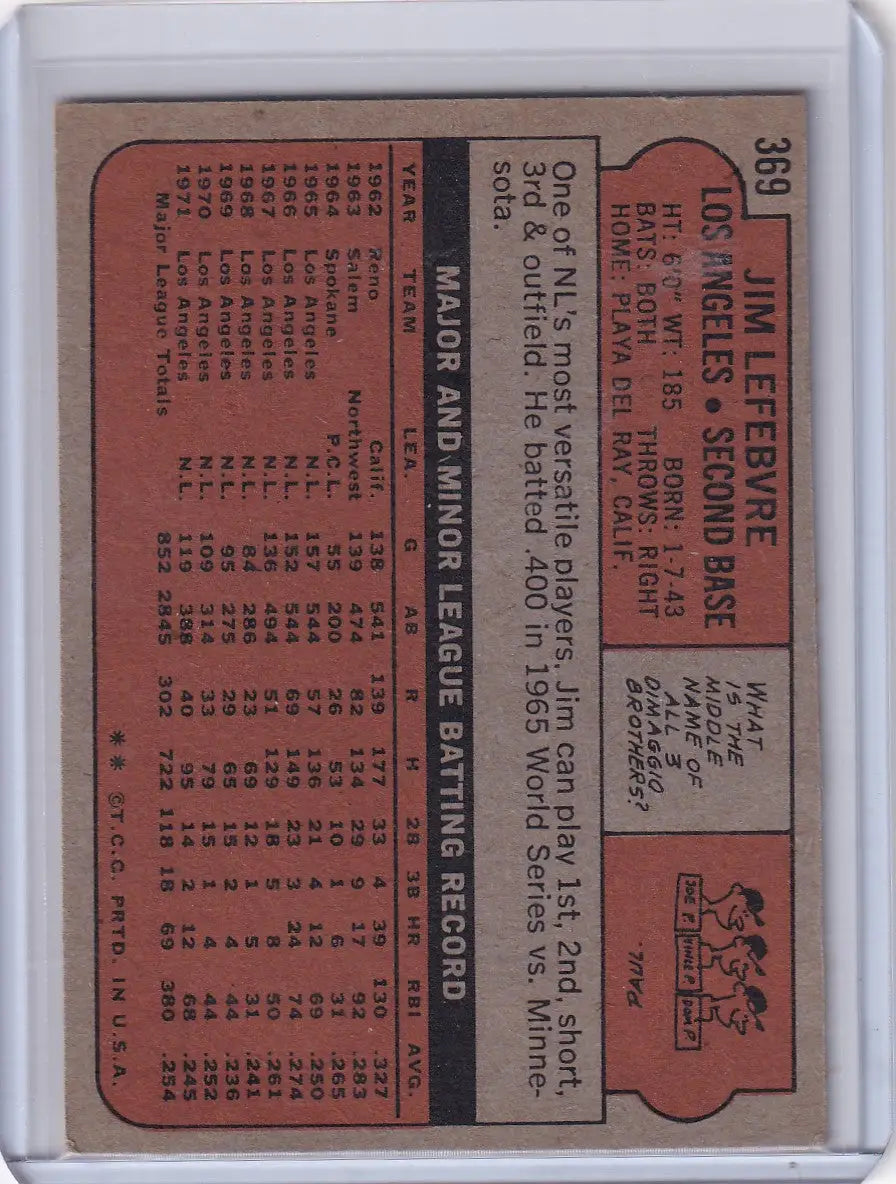 369
JIM LEFEBVRE
LOS ANGELES • SECOND BASE
HT: 6'0" WT: 185 BORN: 1-7-43
BATS: BOTH THROWS: RIGHT
HOME: PLAYA DEL RAY, CALIF.
WHAT
IS THE
MIDDLE
NAME OF
ALL 3
DIMAGGIO
BROTHERS?
JOE P.
VINCE P.
DOM P.
PAUL.
One of NL's most versatile players, Jim can play 1st, 2nd, short,
3rd & outfield. He batted .400 in 1965 World Series vs. Minne-
sota.
MAJOR AND MINOR LEAGUE BATTING RECORD
YEAR TEAM LEA. G AB R H 2B 3B HR RBI AVG.
1962 Reno Calif. 138 541 139 177 33 4 39 130 .327
1963 Salem Northwest 139 474 82 134 29 9 17 92 .283
1964 Spokane P.C.L. 55 200 26 53 10 1 6 31 .265
1965 Los Angeles N.L. 157 544 57 136 21 4 12 69 .250
1966 Los Angeles N.L. 152 544 69 149 23 3 24 74 .274
1967 Los Angeles N.L. 136 494 51 129 18 5 8 50 .261
1968 Los Angeles N.L. 84 286 23 69 12 1 5 31 .241
1969 Los Angeles N.L. 95 275 29 65 15 2 4 44 .236
1970 Los Angeles N.L. 109 314 33 79 15 1 4 44 .252
1971 Los Angeles N.L. 119 388 40 95 14 2 12 68 .245
Major League Totals 852 2845 302 722 118 18 69 380 .254
** ©T.C.G. PRTD. IN U.S.A.